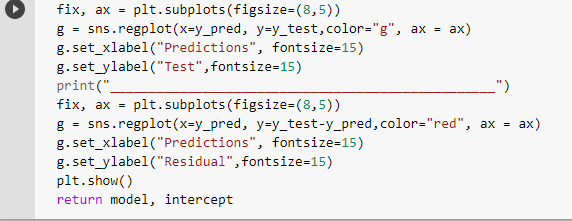 fix, ax = plt.subplots(figsize=(8,5))
g = sns.regplot(x=y_pred, y=y_test,color="g", ax = ax)
g.set_xlabel("Predictions", fontsize=15)
g.set_ylabel("Test",fontsize=15)
print("__________________________________________________")
fix, ax = plt.subplots(figsize=(8,5))
g = sns.regplot(x=y_pred, y=y_test-y_pred,color="red", ax = ax)
g.set_xlabel("Predictions", fontsize=15)
g.set_ylabel("Residual",fontsize=15)
plt.show()
return model, intercept